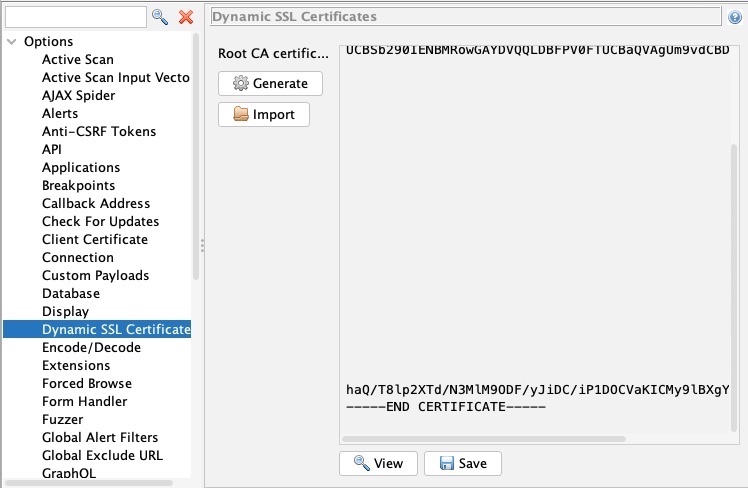 Options
Active Scan
Active Scan Input Vecto
AJAX Spider
Alerts
Anti-CSRF Tokens
API
Applications
Breakpoints
Callback Address
Check For Updates
Client Certificate
Connection
Custom Payloads
Database
Display
Dynamic SSL Certificate
Encode/Decode
Extensions
Forced Browse
Form Handler
Fuzzer
Global Alert Filters
Global Exclude URL
GraphQL
Dynamic SSL Certificates
Root CA certific...
Generate
Import
UCBSb290IENBMRowGAYDVQQLDBFPV0FTUCBaQVAgUm9vdCBD
haQ/T8lp2XTd/N3MlM9ODF/yJiDC/iP1DOCVaKICMy9lBXgY
-----END CERTIFICATE-----
View
Save